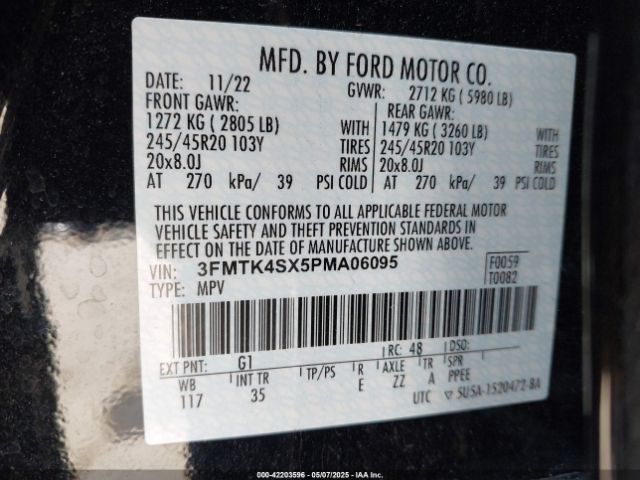 MFD. BY FORD MOTOR CO.
DATE: 11/22
GVWR: 2712 KG ( 5980 LB)
FRONT GAWR:
1272 KG ( 2805 LB) WITH
245/45R20 103Y TIRES
20x8.0J RIMS
AT 270 kPa/ 39 PSI COLD
REAR GAWR:
1479 KG ( 3260 LB) WITH
245/45R20 103Y TIRES
20x8.0J RIMS
AT 270 kPa/ 39 PSI COLD
THIS VEHICLE CONFORMS TO ALL APPLICABLE FEDERAL MOTOR
VEHICLE SAFETY AND THEFT PREVENTION STANDARDS IN
EFFECT ON THE DATE OF MANUFACTURE SHOWN ABOVE.
VIN: 3FMTK4SX5PMA06095
TYPE: MPV
F0059
T0082
EXT PNT: G1 RC: 48 DSO:
WB INT TR TP/PS R AXLE TR SPR
117 35 E ZZ A PPEE
UTC ▽ SU5A-1520472-BA
000-42203596 - 05/07/2025 - IAA Inc.